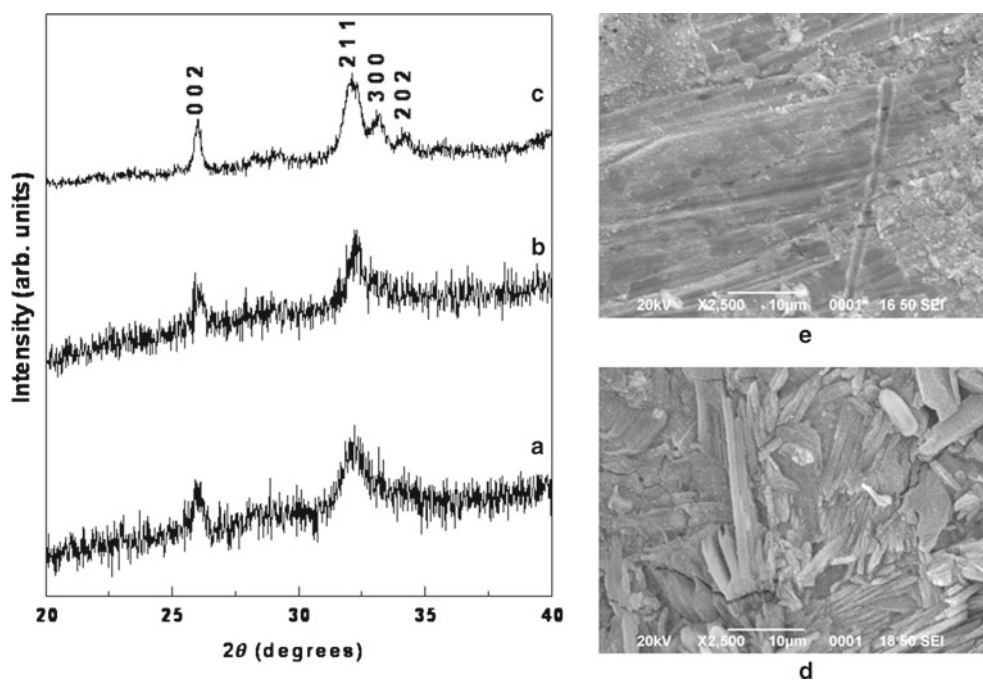 Intensity (arb. units)
c
b
a
0 0 2
2 1 1
3 0 0
2 0 2
20 25 30 35 40
2θ (degrees)
20kV X2,500 10μm 0001 16 50 SEI
e
20kV X2,500 10μm 0001 18 50 SEI
d